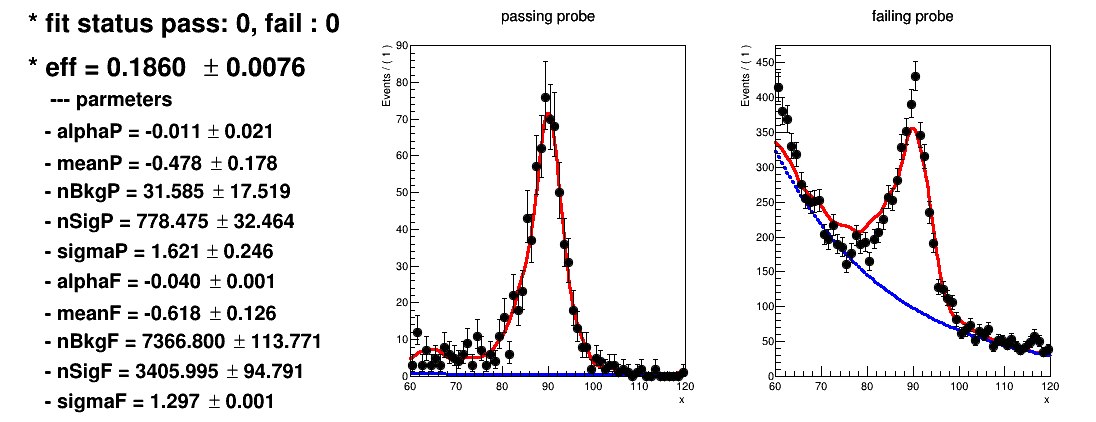 * fit status pass: 0, fail : 0
* eff = 0.1860 ± 0.0076
--- parmeters
- alphaP = -0.011 ± 0.021
- meanP = -0.478 ± 0.178
- nBkgP = 31.585 ± 17.519
- nSigP = 778.475 ± 32.464
- sigmaP = 1.621 ± 0.246
- alphaF = -0.040 ± 0.001
- meanF = -0.618 ± 0.126
- nBkgF = 7366.800 ± 113.771
- nSigF = 3405.995 ± 94.791
- sigmaF = 1.297 ± 0.001
passing probe
Events / ( 1 )
90
80
70
60
50
40
30
20
10
0
60 70 80 90 100 110 120
x
failing probe
Events / ( 1 )
450
400
350
300
250
200
150
100
50
0
60 70 80 90 100 110 120
x